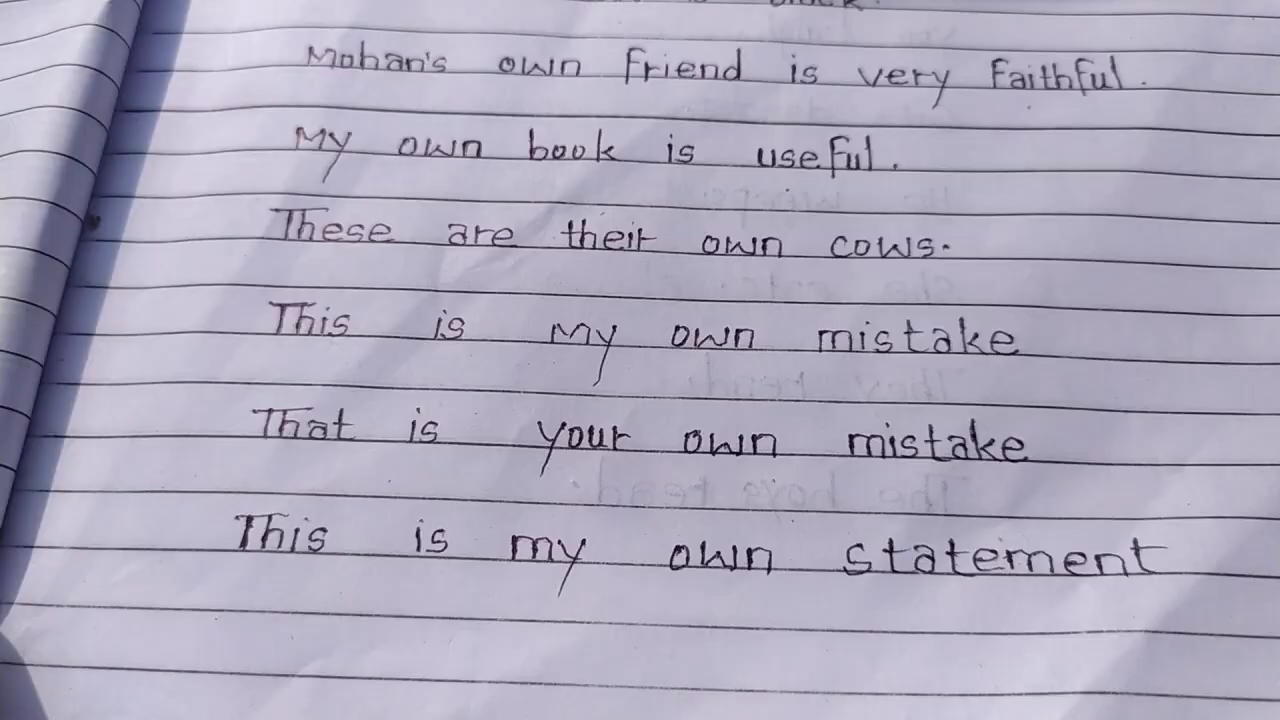 Mohan's own friend is very Faithful.
My own book is useful.
These are their own cows.
This is my own mistake
That is your own mistake
This is my own statement